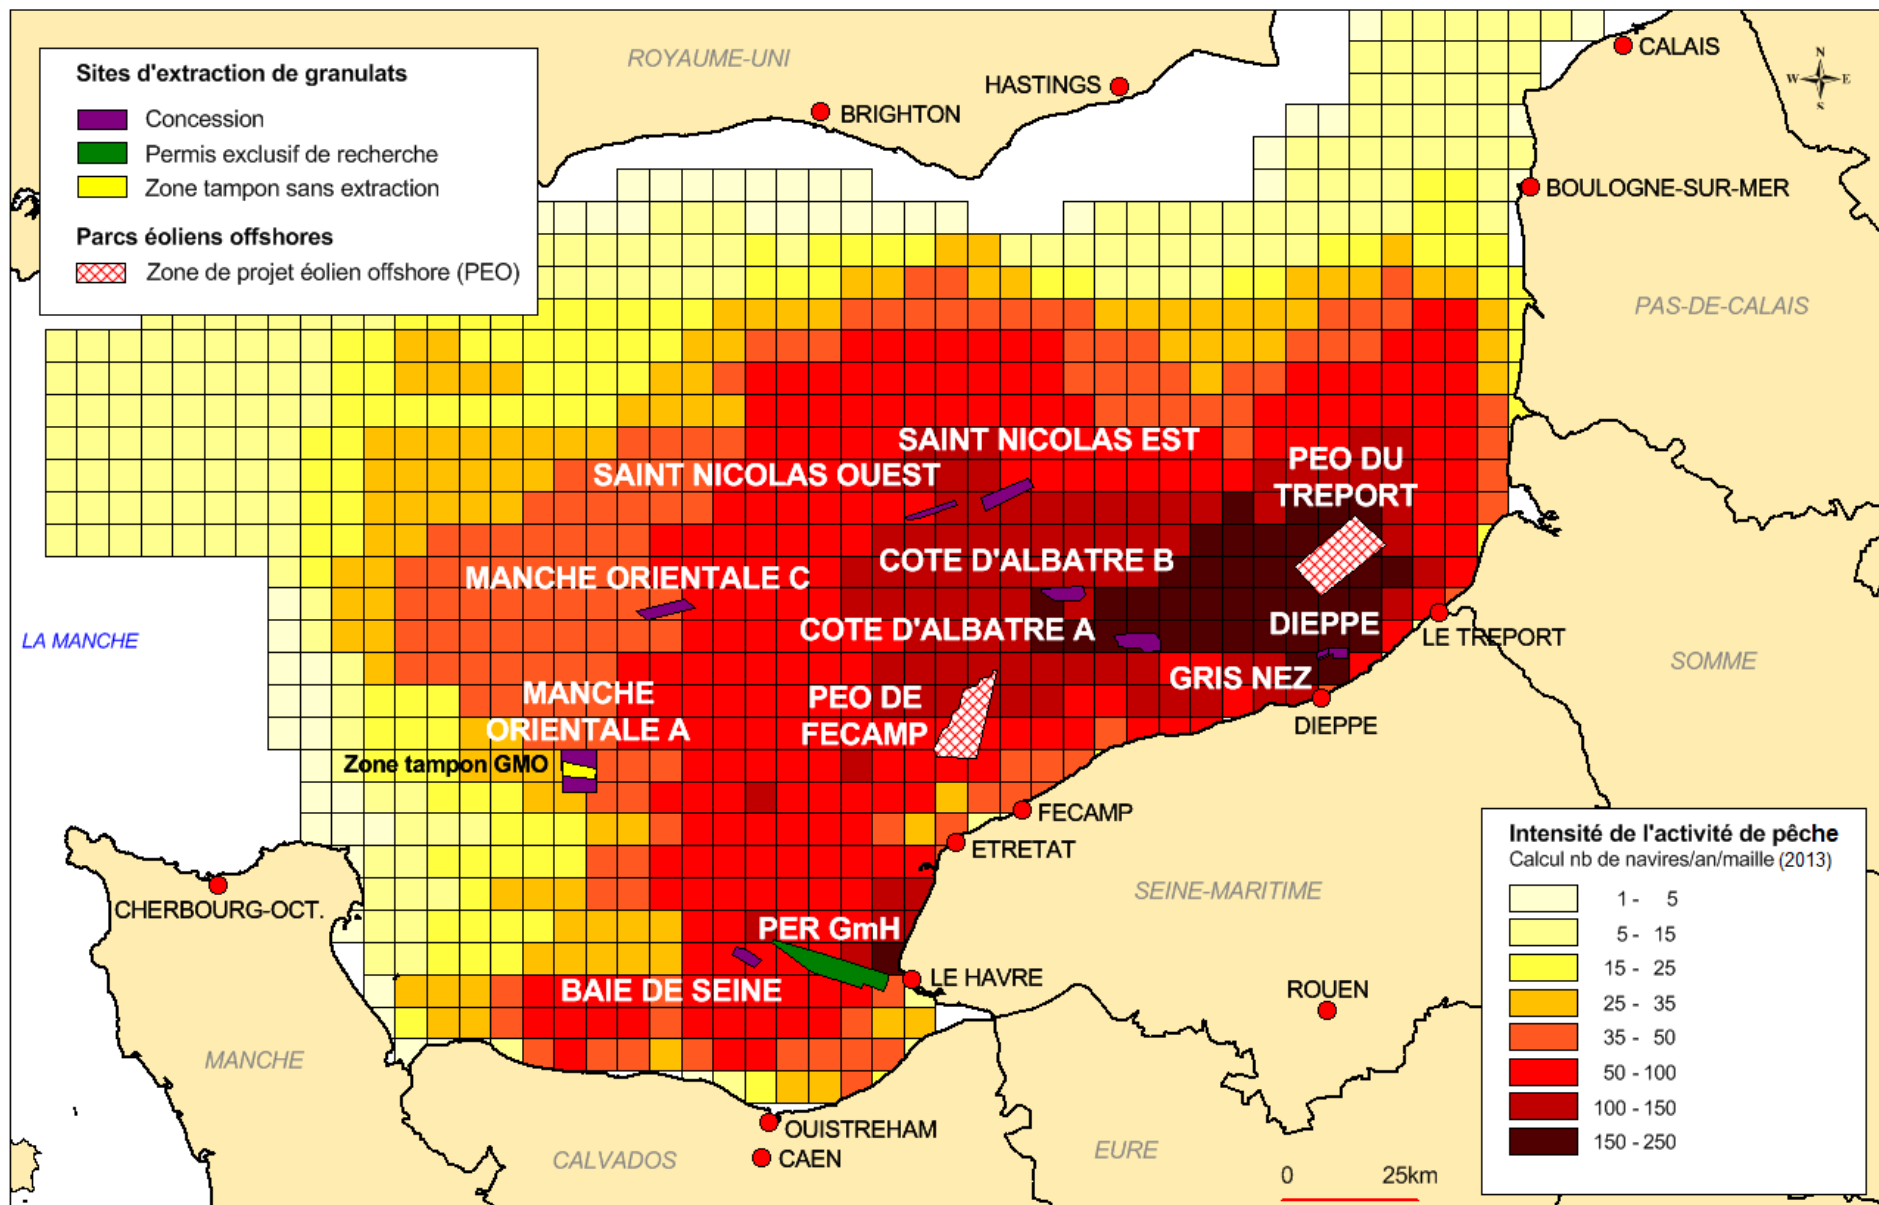 Sites d'extraction de granulats
Concession
Permis exclusif de recherche
Zone tampon sans extraction
Parcs éoliens offshores
Zone de projet éolien offshore (PEO)
ROYAUME-UNI
HASTINGS
BRIGHTON
CALAIS
N
W E
S
BOULOGNE-SUR-MER
PAS-DE-CALAIS
SAINT NICOLAS EST
SAINT NICOLAS OUEST
PEO DU
TREPORT
COTE D'ALBATRE B
MANCHE ORIENTALE C
COTE D'ALBATRE A
DIEPPE
LE TREPORT
LA MANCHE
SOMME
GRIS NEZ
MANCHE
ORIENTALE A
PEO DE
FECAMP
DIEPPE
Zone tampon GMO
FECAMP
ETRETAT
CHERBOURG-OCT.
SEINE-MARITIME
PER GmH
LE HAVRE
BAIE DE SEINE
ROUEN
MANCHE
OUISTREHAM
CAEN
CALVADOS
EURE
0 25km
Intensité de l'activité de pêche
Calcul nb de navires/an/maille (2013)
1 - 5
5 - 15
15 - 25
25 - 35
35 - 50
50 - 100
100 - 150
150 - 250